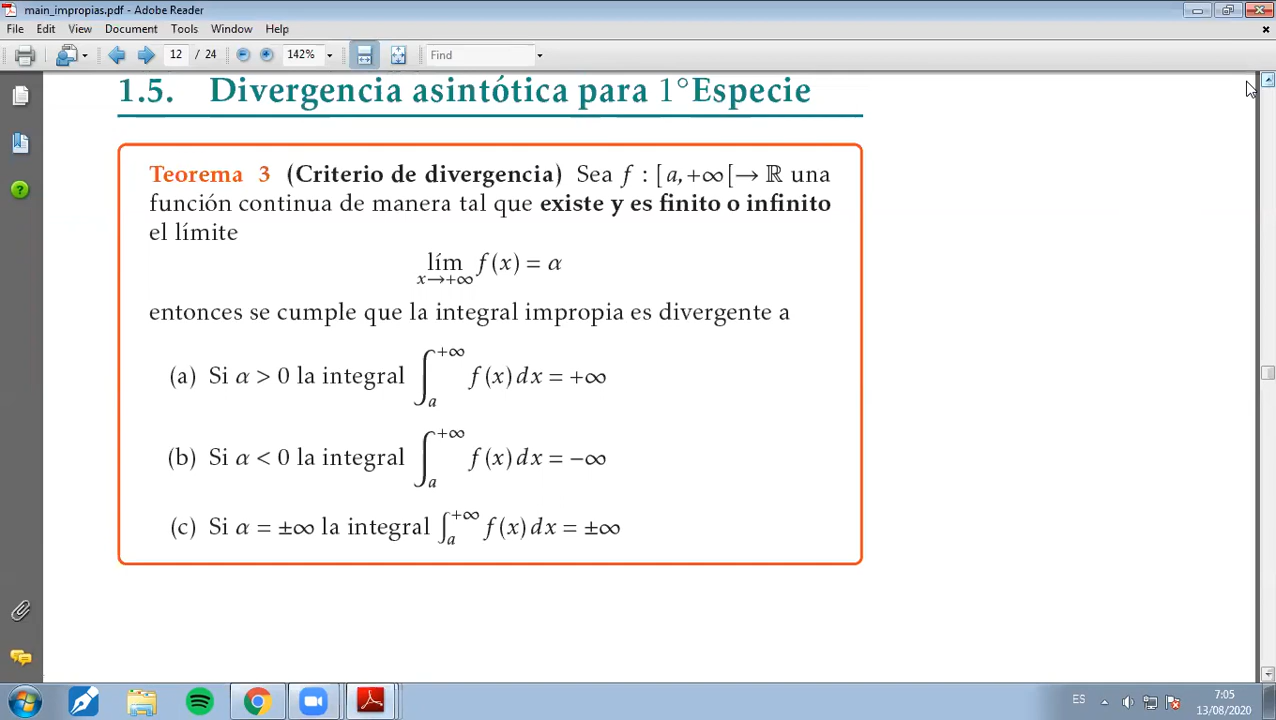 main_impropias.pdf - Adobe Reader
File Edit View Document Tools Window Help
12 / 24 142% Find
1.5. Divergencia asintótica para 1°Especie
Teorema 3 (Criterio de divergencia) Sea f : [a,+∞[→ ℝ una
función continua de manera tal que existe y es finito o infinito
el límite
lím f(x) = α
x→+∞
entonces se cumple que la integral impropia es divergente a
(a) Si α > 0 la integral ∫_a^{+∞} f(x)dx = +∞
(b) Si α < 0 la integral ∫_a^{+∞} f(x)dx = −∞
(c) Si α = ±∞ la integral ∫_a^{+∞} f(x)dx = ±∞
ES 7:05
13/08/2020